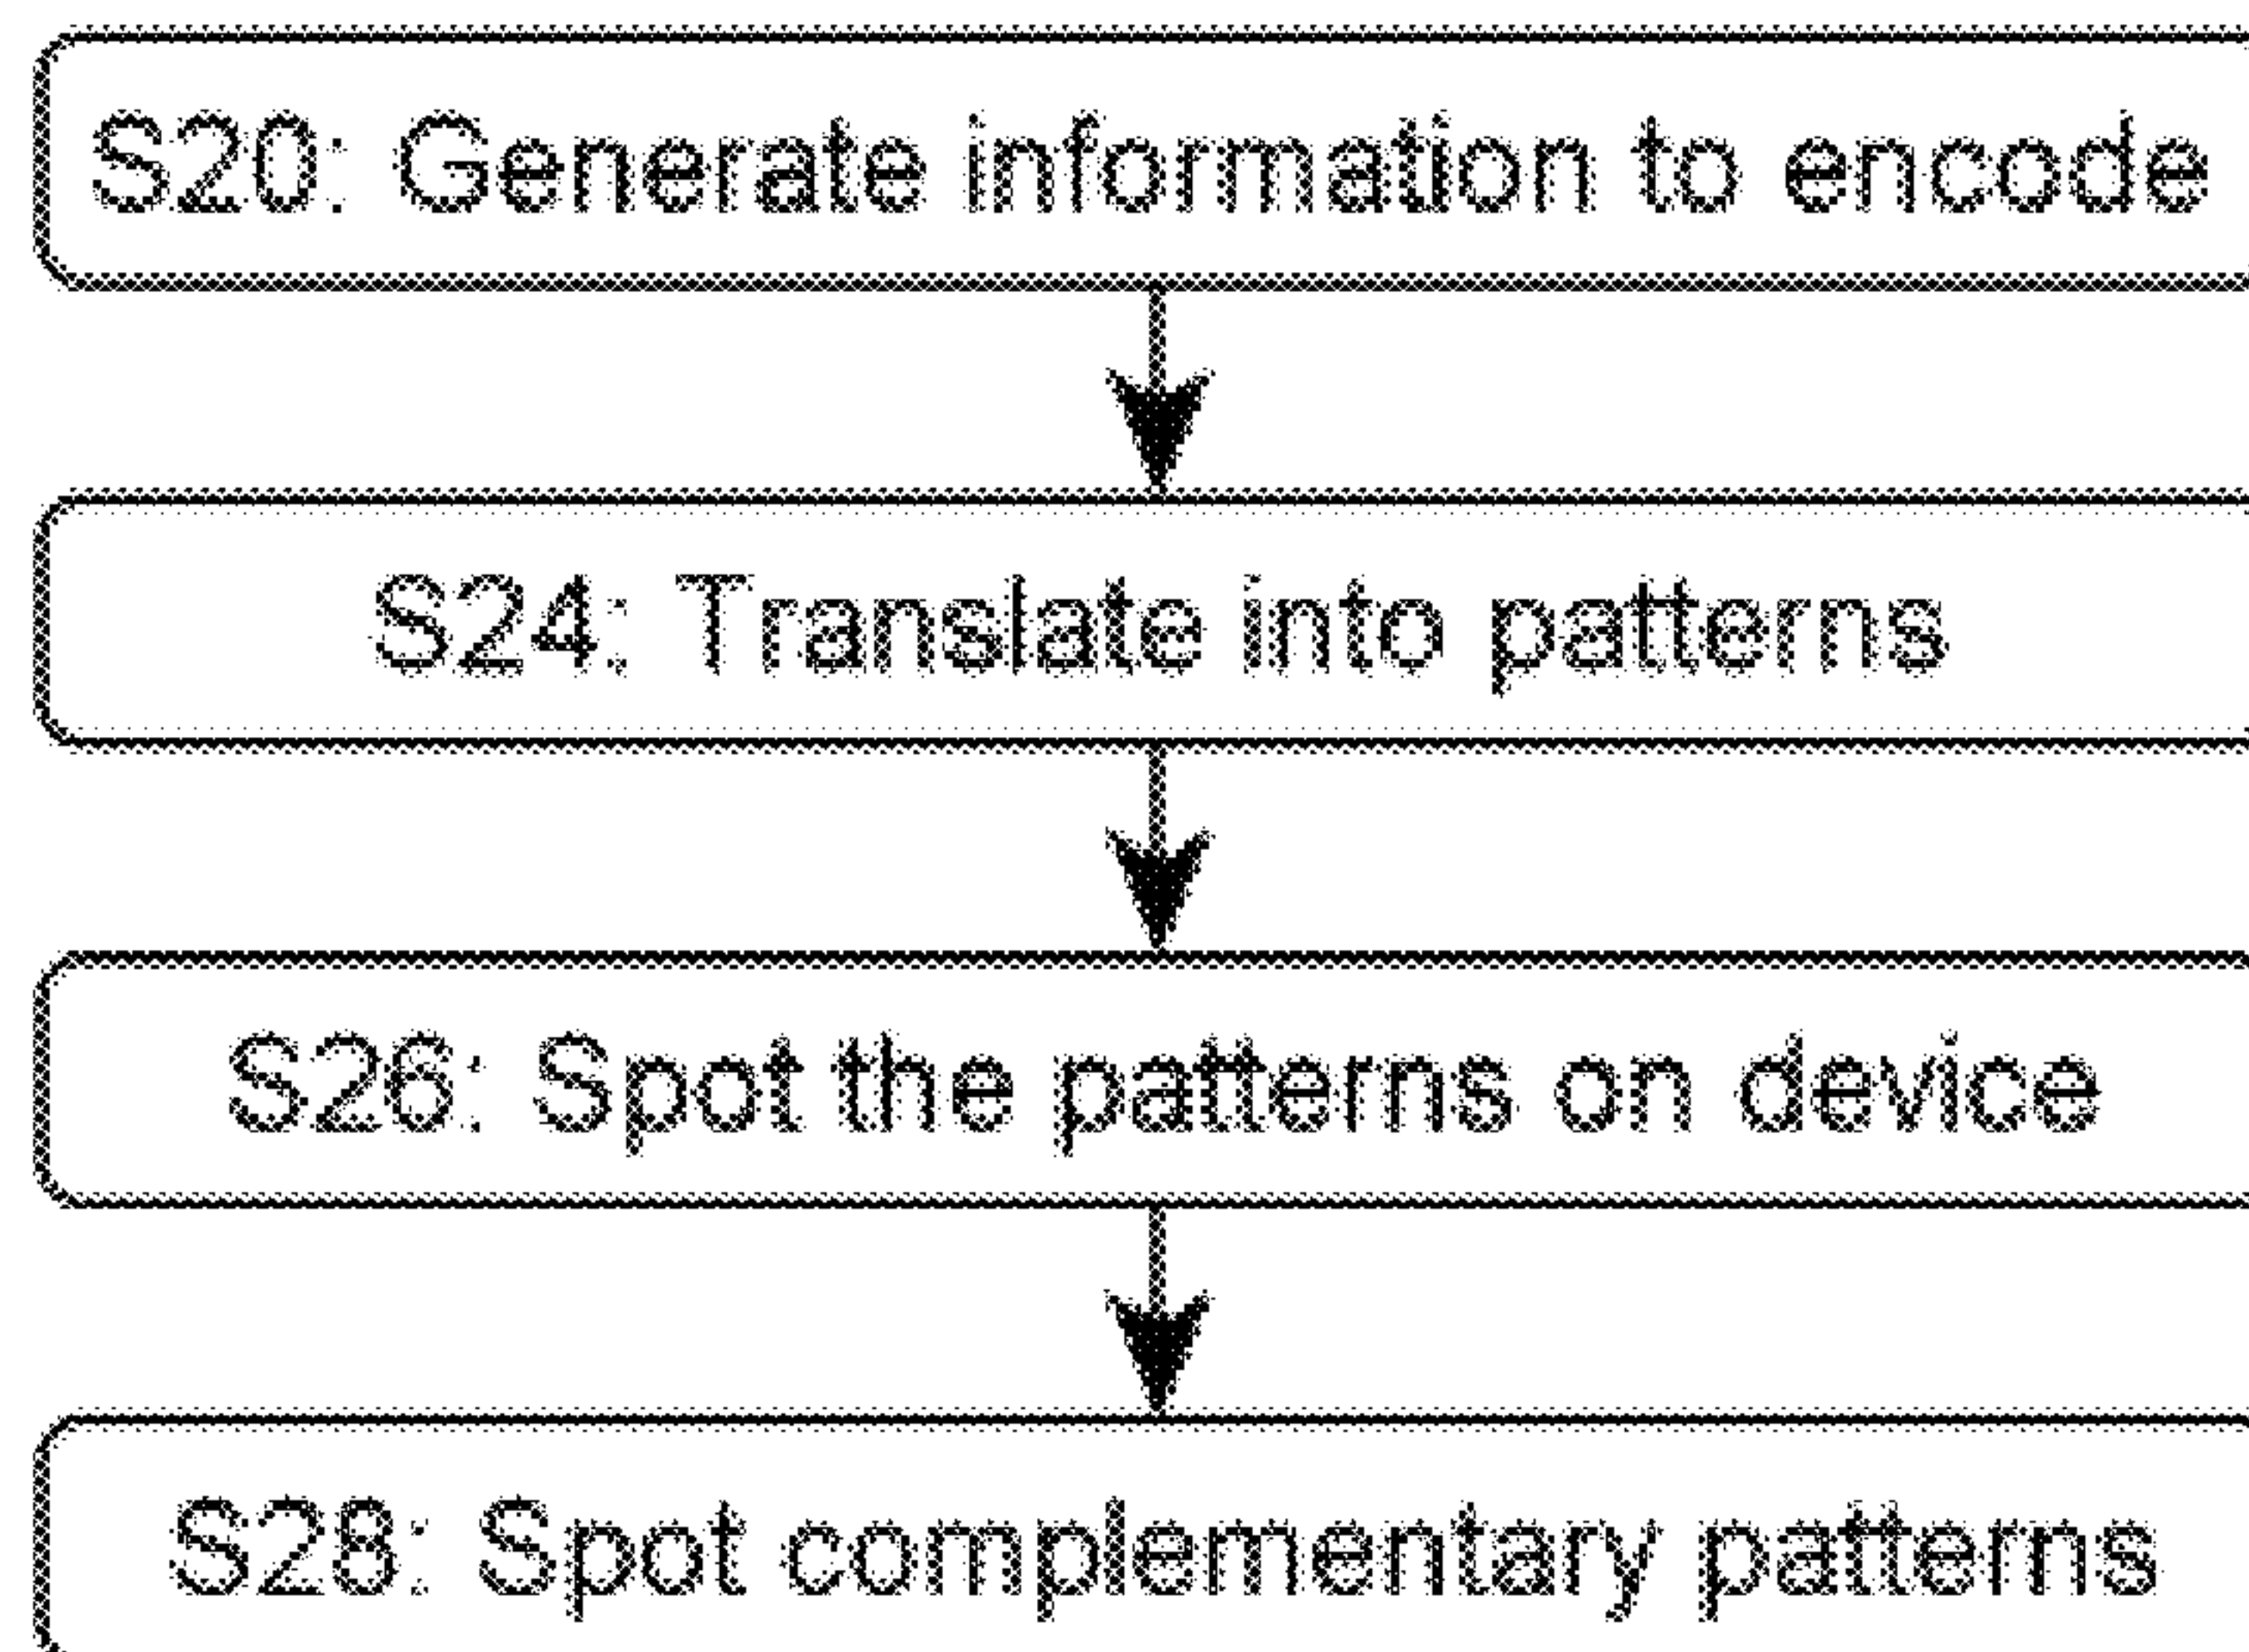 S20: Generate information to encode
S24: Translate into patterns
S26: Spot the patterns on device
S28: Spot complementary patterns